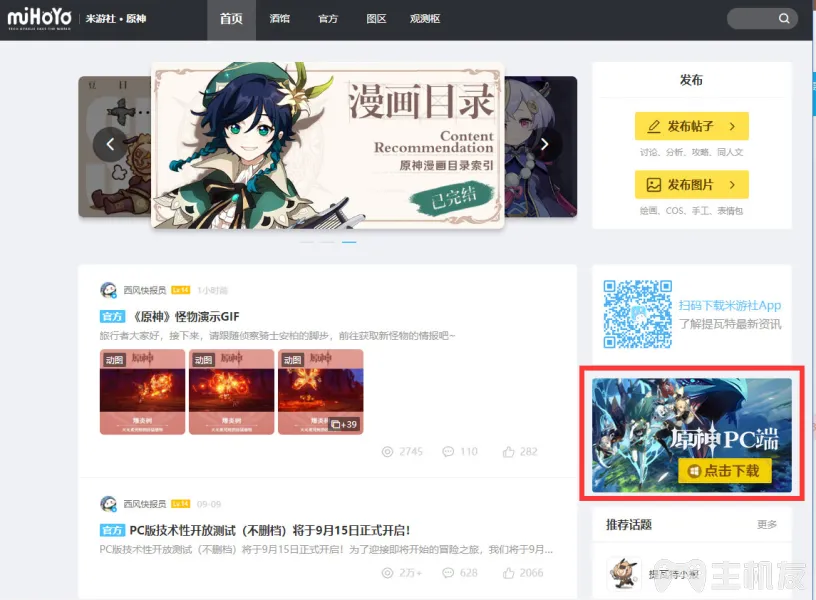 miHoYo
TECH OTAKUS SAVE THE WORLD
米游社・原神
首页
酒馆
官方
图区
观测枢
漫画目录
Content
Recommendation
原神漫画目录索引
已完结
发布
发布帖子
讨论、分析、攻略、同人文
发布图片
绘画、COS、手工、表情包
西风快报员 Lv.14 1小时前
官方 《原神》怪物演示GIF
旅行者大家好，接下来，请跟随侦察骑士安柏的脚步，前往获取新怪物的情报吧~
动图 原神
动图 原神
动图 原神
爆炎树
爆炎树
+39
2745 110 282
扫码下载米游社App
了解提瓦特最新资讯
原神PC端
点击下载
西风快报员 Lv.14 09-09
官方 PC版技术性开放测试（不删档）将于9月15日正式开启！
PC版技术性开放测试（不删档）将于9月15日正式开启！为了迎接即将开始的冒险之旅，我们将于9月...
2万+ 628 2066
推荐话题
更多
提瓦特小报
主机友